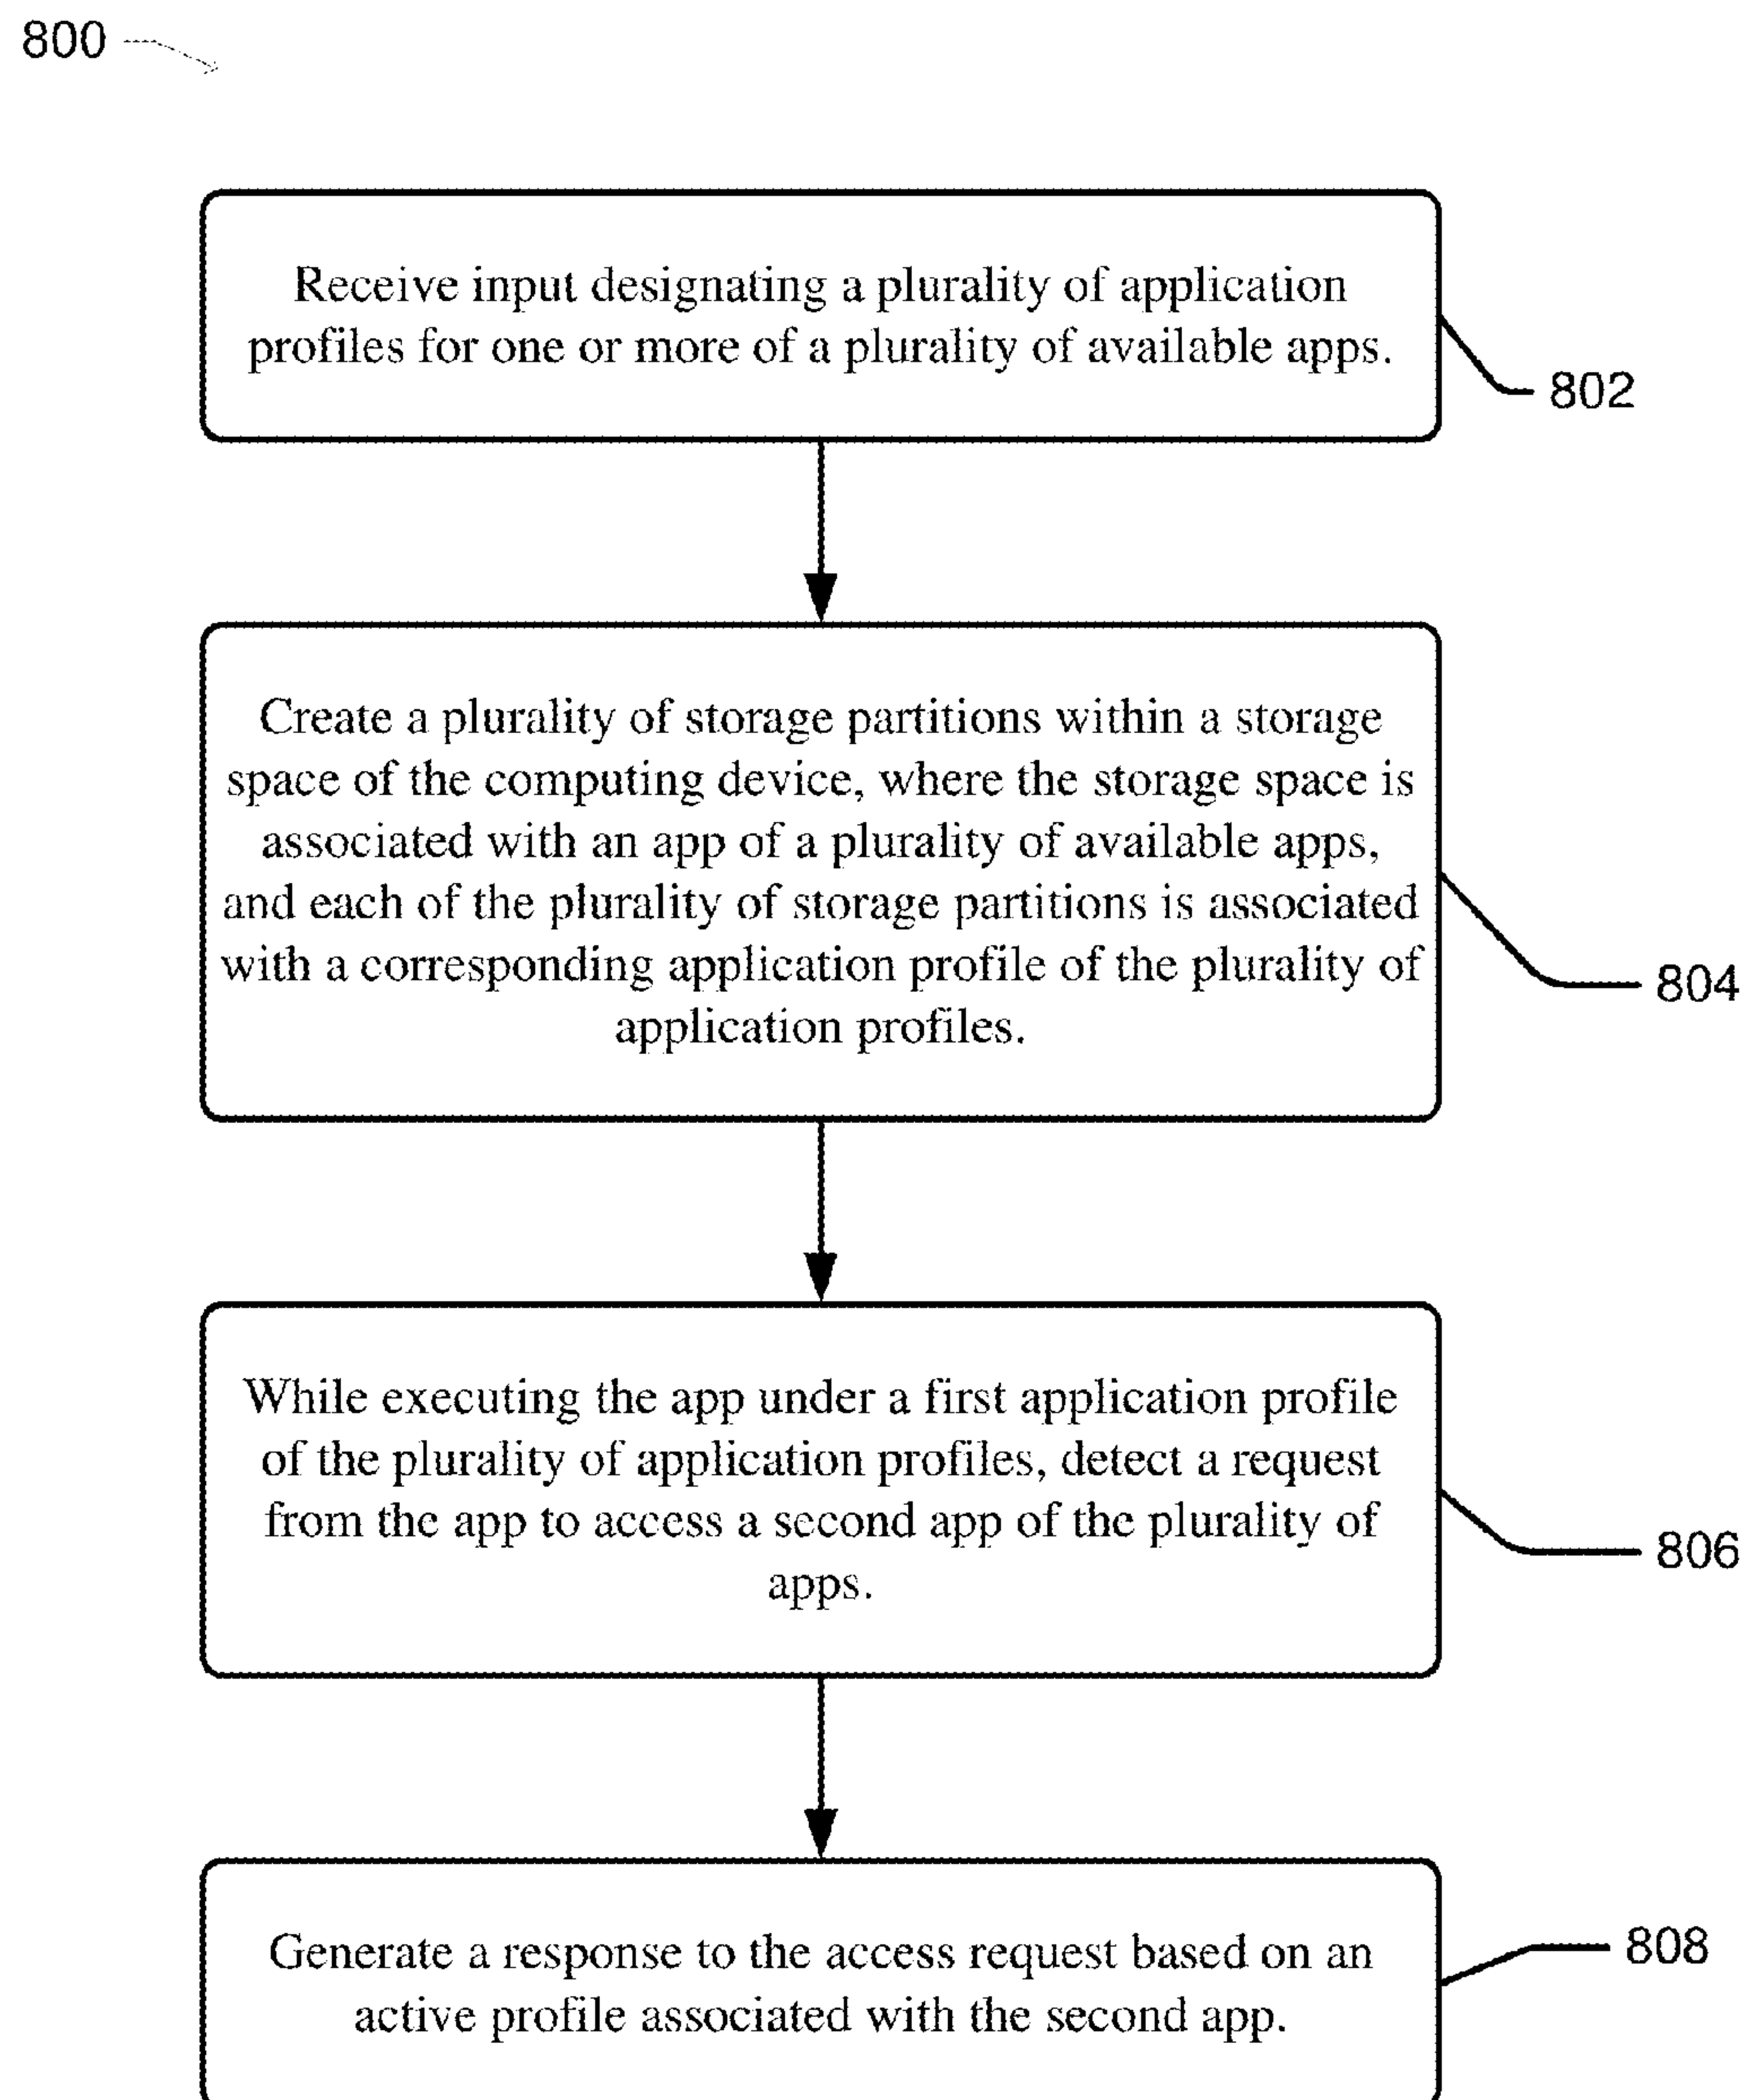 800
Receive input designating a plurality of application
profiles for one or more of a plurality of available apps.
802
Create a plurality of storage partitions within a storage
space of the computing device, where the storage space is
associated with an app of a plurality of available apps,
and each of the plurality of storage partitions is associated
with a corresponding application profile of the plurality of
application profiles.
804
While executing the app under a first application profile
of the plurality of application profiles, detect a request
from the app to access a second app of the plurality of
apps.
806
Generate a response to the access request based on an
active profile associated with the second app.
808